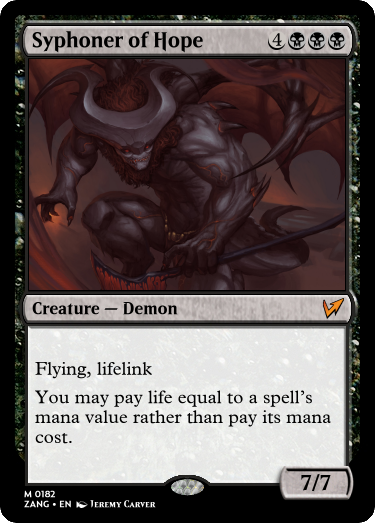 Syphoner of Hope 4
Creature — Demon
Flying, lifelink
You may pay life equal to a spell's
mana value rather than pay its mana
cost.
7/7
M 0182
ZANG • EN Jeremy Carver